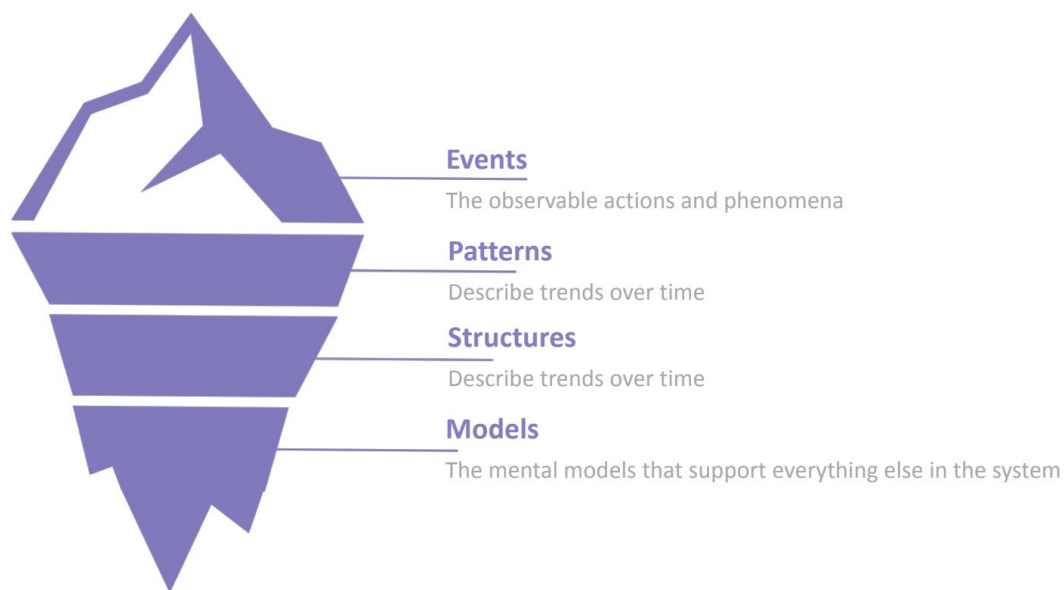 Events
The observable actions and phenomena
Patterns
Describe trends over time
Structures
Describe trends over time
Models
The mental models that support everything else in the system